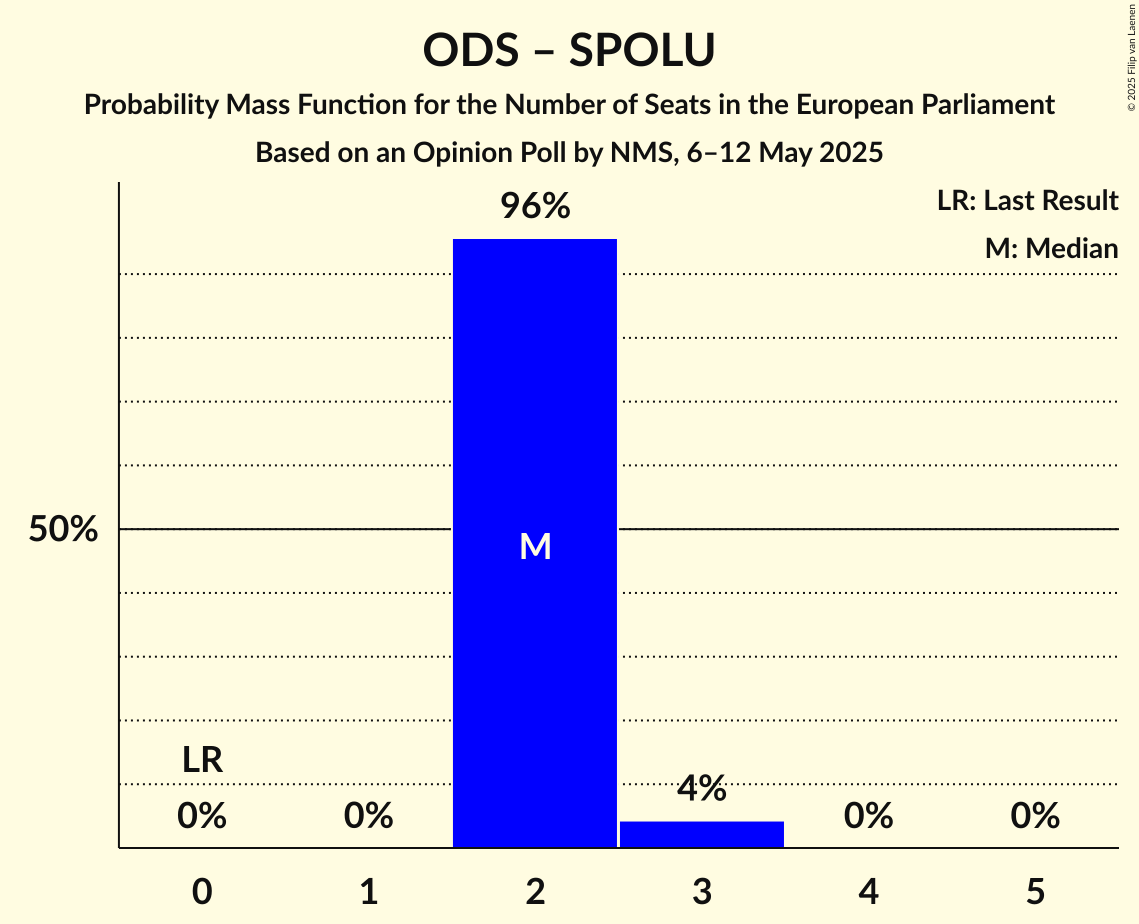 ODS – SPOLU
Probability Mass Function for the Number of Seats in the European Parliament
Based on an Opinion Poll by NMS, 6–12 May 2025
© 2025 Filip van Laenen
LR: Last Result
M: Median
96%
50%
M
LR
0%
0%
4%
0%
0%
0
1
2
3
4
5